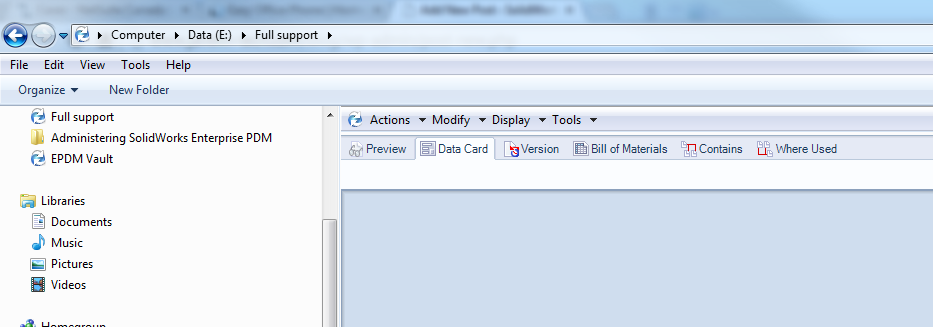 Computer Data (E:) Full support
File Edit View Tools Help
Organize New Folder
Full support
Administering SolidWorks Enterprise PDM
EPDM Vault
Libraries
Documents
Music
Pictures
Videos
Actions Modify Display Tools
Preview Data Card Version Bill of Materials Contains Where Used